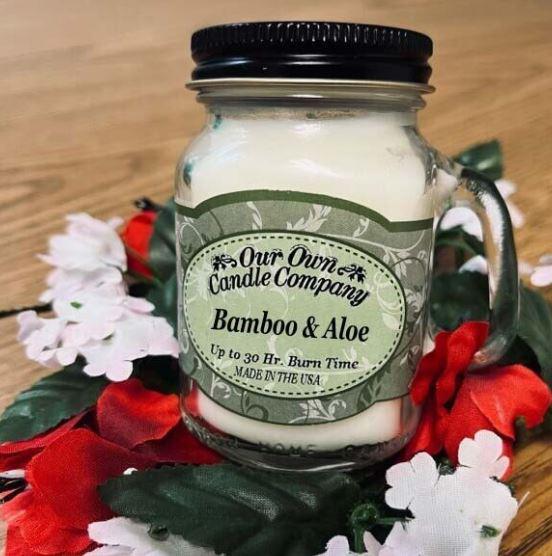 Our Own
Candle Company
Bamboo & Aloe
Up to 30 Hr. Burn Time
MADE IN THE USA